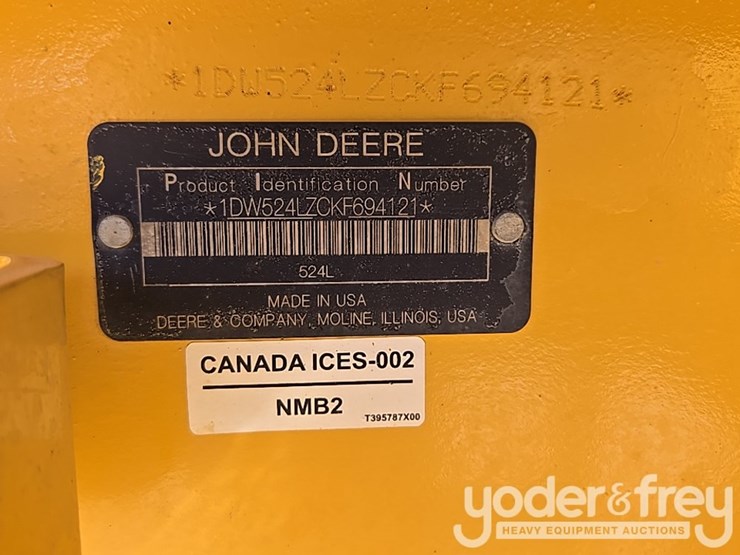 *1DW524LZCKF694121*
JOHN DEERE
Product Identification Number
*1DW524LZCKF694121*
524L
MADE IN USA
DEERE & COMPANY, MOLINE, ILLINOIS, USA
CANADA ICES-002
NMB2
T395787X00
yoder&frey
HEAVY EQUIPMENT AUCTIONS